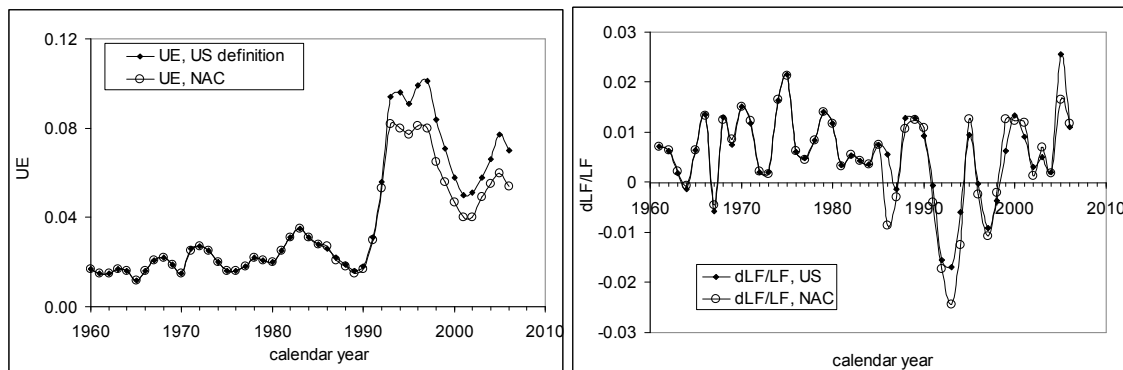 0.12
0.08
0.04
0.00
UE
UE, US definition
UE, NAC
1960 1970 1980 1990 2000 2010
calendar year
0.03
0.02
0.01
0
-0.01
-0.02
-0.03
dLF/LF
1960 1970 1980 1990 2000 2010
dLF/LF, US
dLF/LF, NAC
calendar year